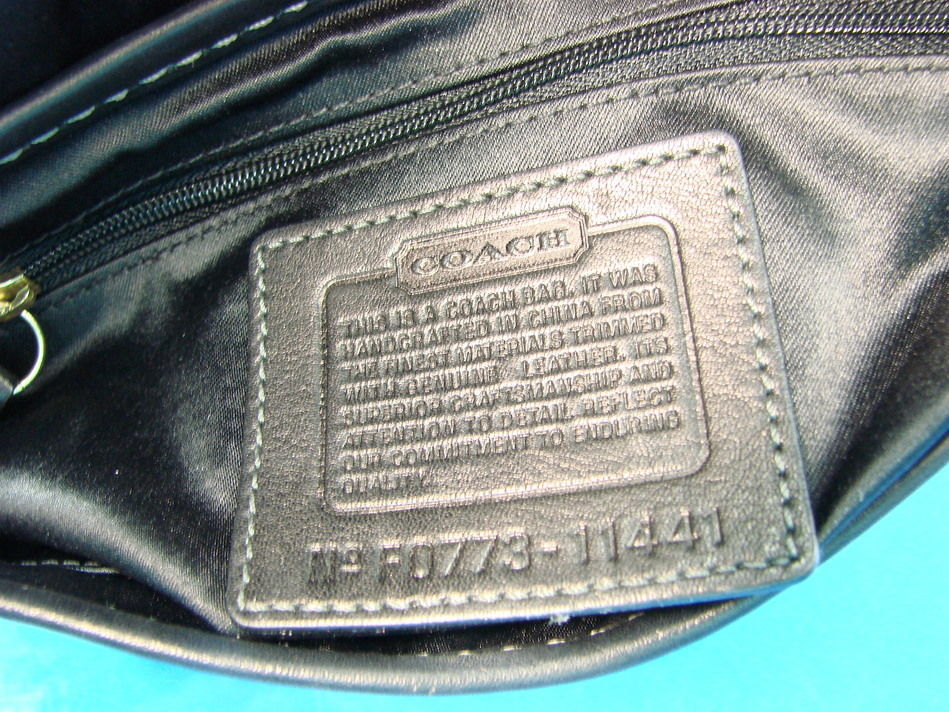 COACH
THIS IS A COACH BAG. IT WAS
HANDCRAFTED IN CHINA FROM
THE FINEST MATERIALS TRIMMED
WITH GENUINE LEATHER. ITS
SUPERIOR CRAFTSMANSHIP AND
ATTENTION TO DETAIL REFLECT
OUR COMMITMENT TO ENDURING
QUALITY.
Nº F0773-11441